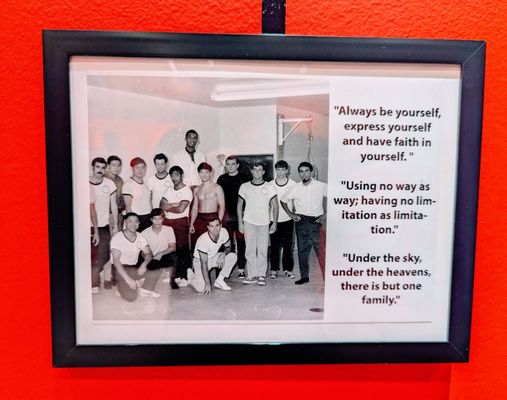 "Always be yourself,
express yourself
and have faith in
yourself. "
"Using no way as
way; having no lim-
itation as limita-
tion."
"Under the sky,
under the heavens,
there is but one
family."